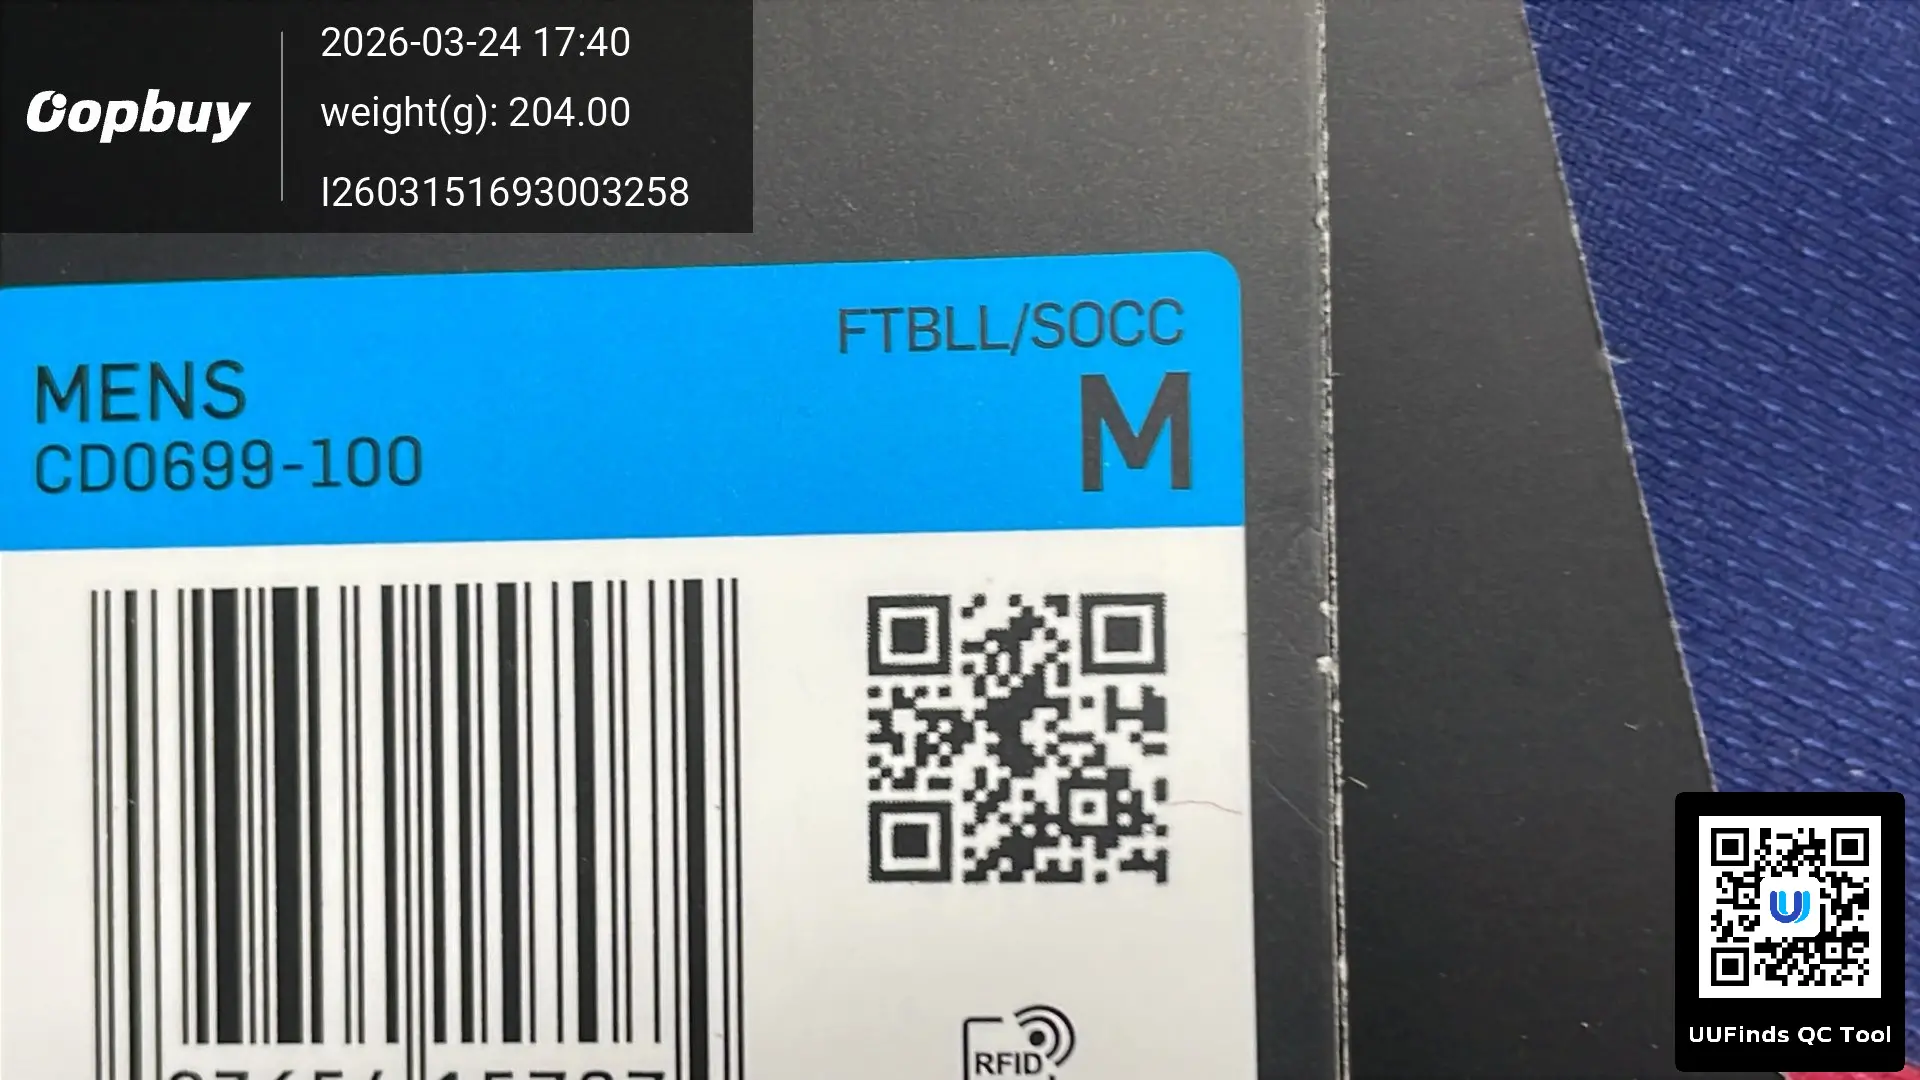 Oopbuy
2026-03-24 17:40
weight(g): 204.00
I2603151693003258
FTBLL/SOCC
MENS
M
CD0699-100
RFID
UUFinds QC Tool